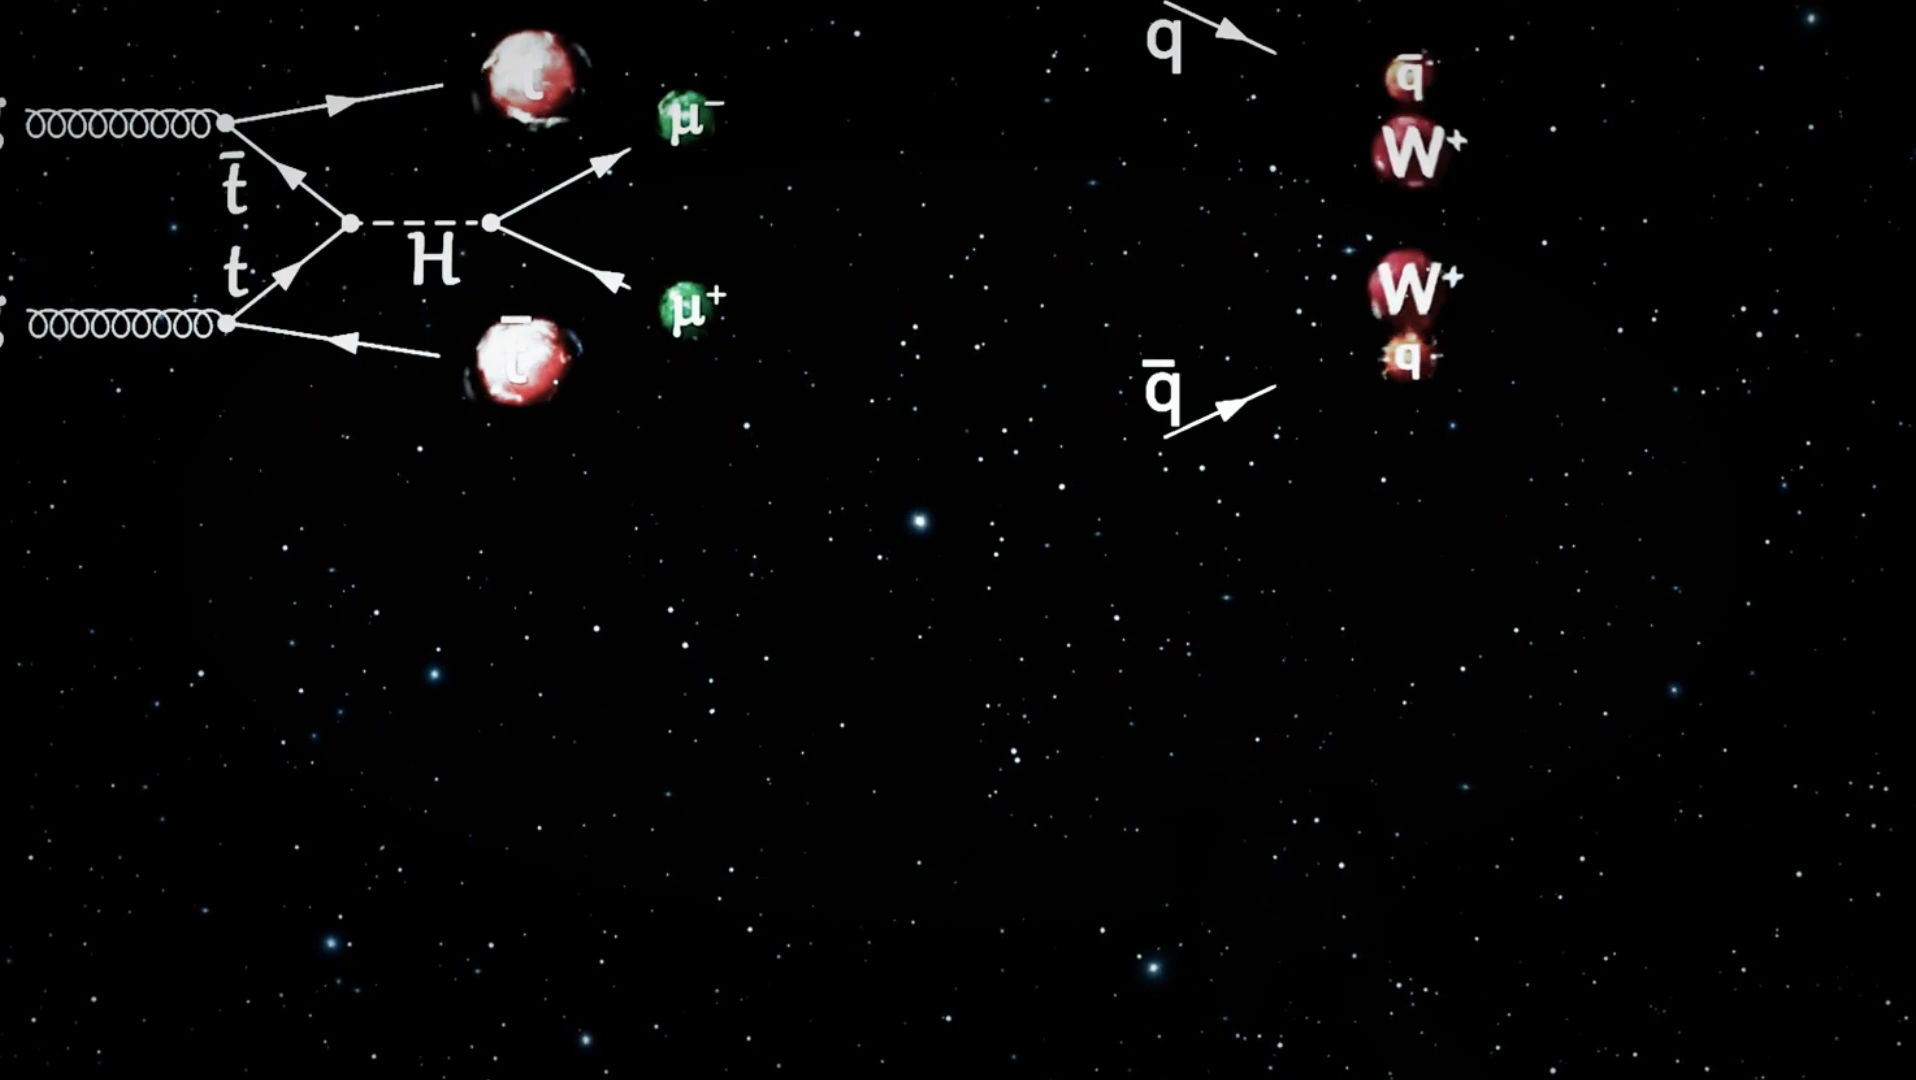 t
μ⁻
t̄
H
t
μ⁺
t̄
q
q̄
W⁺
W⁺
q
q̄